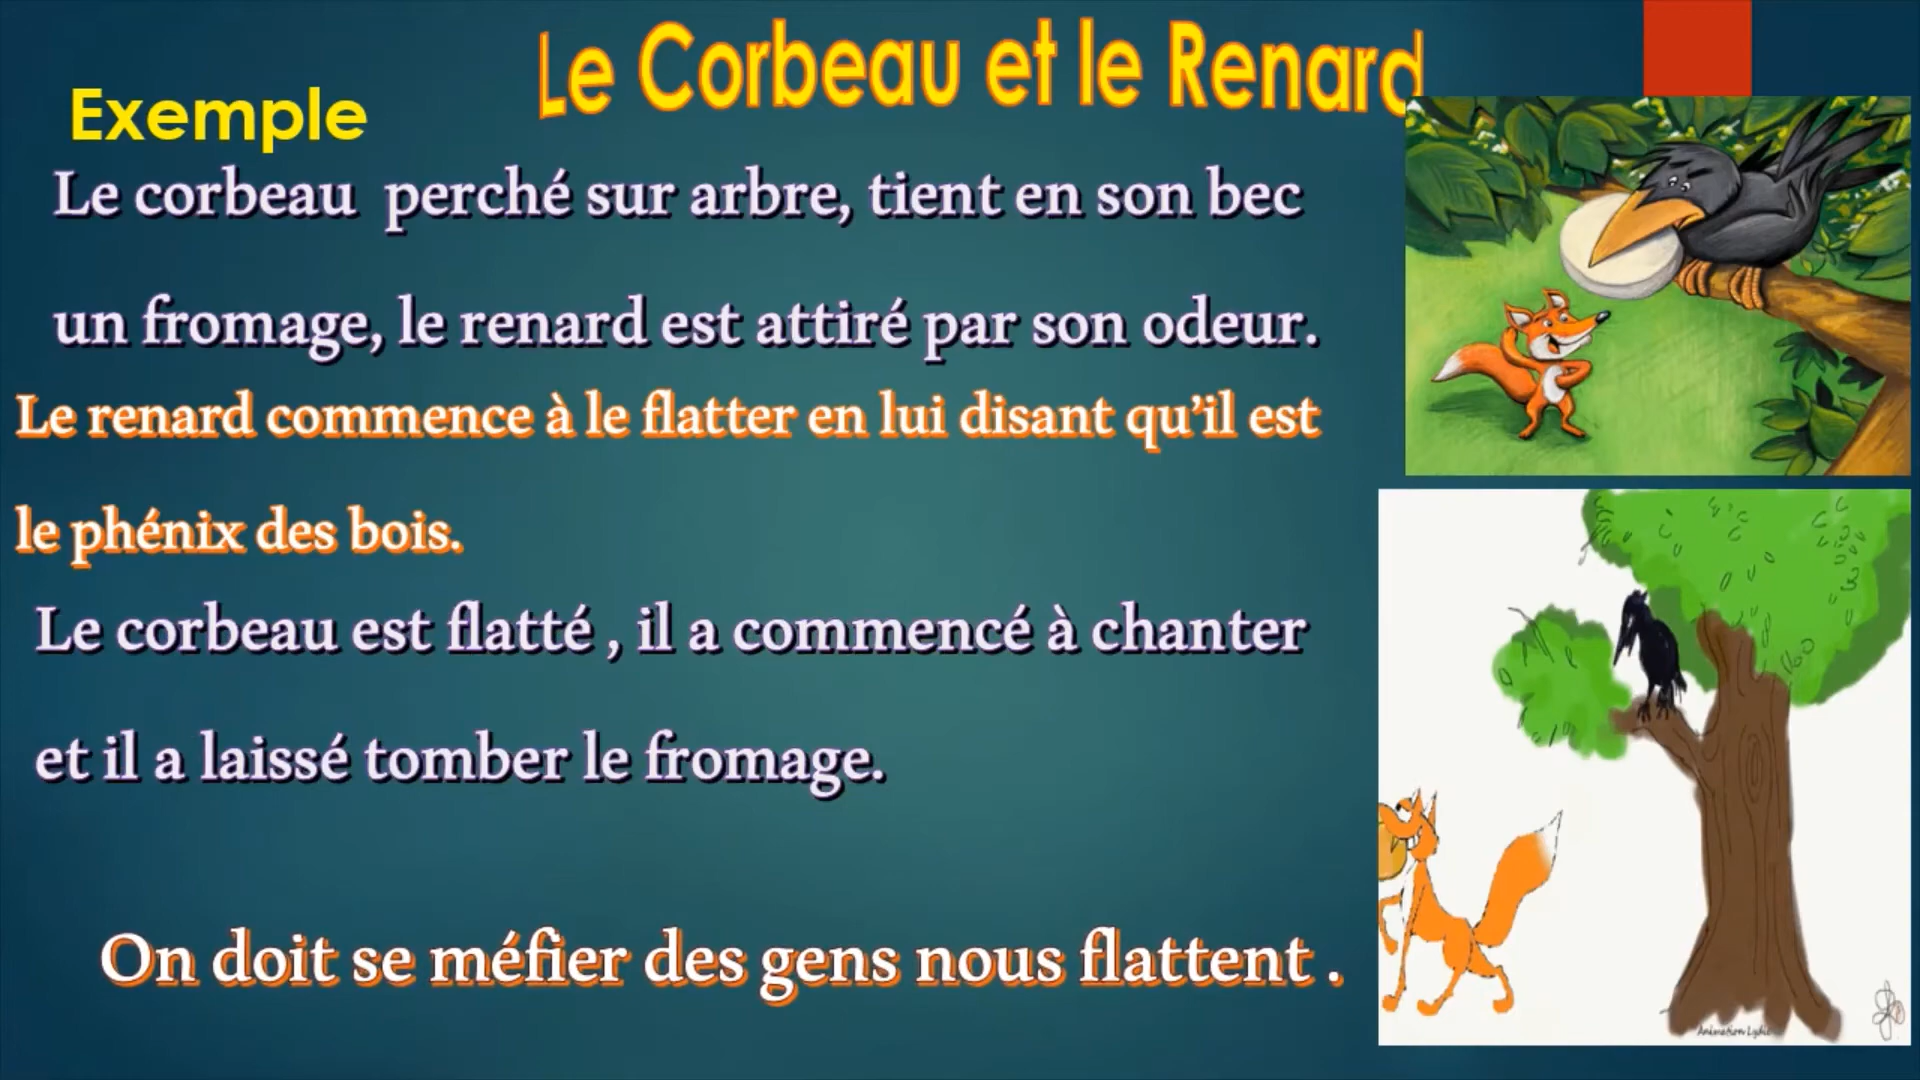 Le Corbeau et le Renard
Exemple
Le corbeau perché sur arbre, tient en son bec
un fromage, le renard est attiré par son odeur.
Le renard commence à le flatter en lui disant qu'il est
le phénix des bois.
Le corbeau est flatté , il a commencé à chanter
et il a laissé tomber le fromage.
On doit se méfier des gens nous flattent .